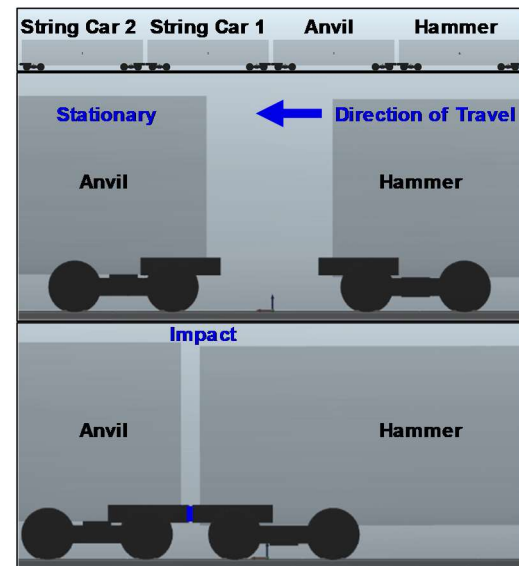 String Car 2 String Car 1 Anvil Hammer
Stationary Direction of Travel
Anvil Hammer
Impact
Anvil Hammer